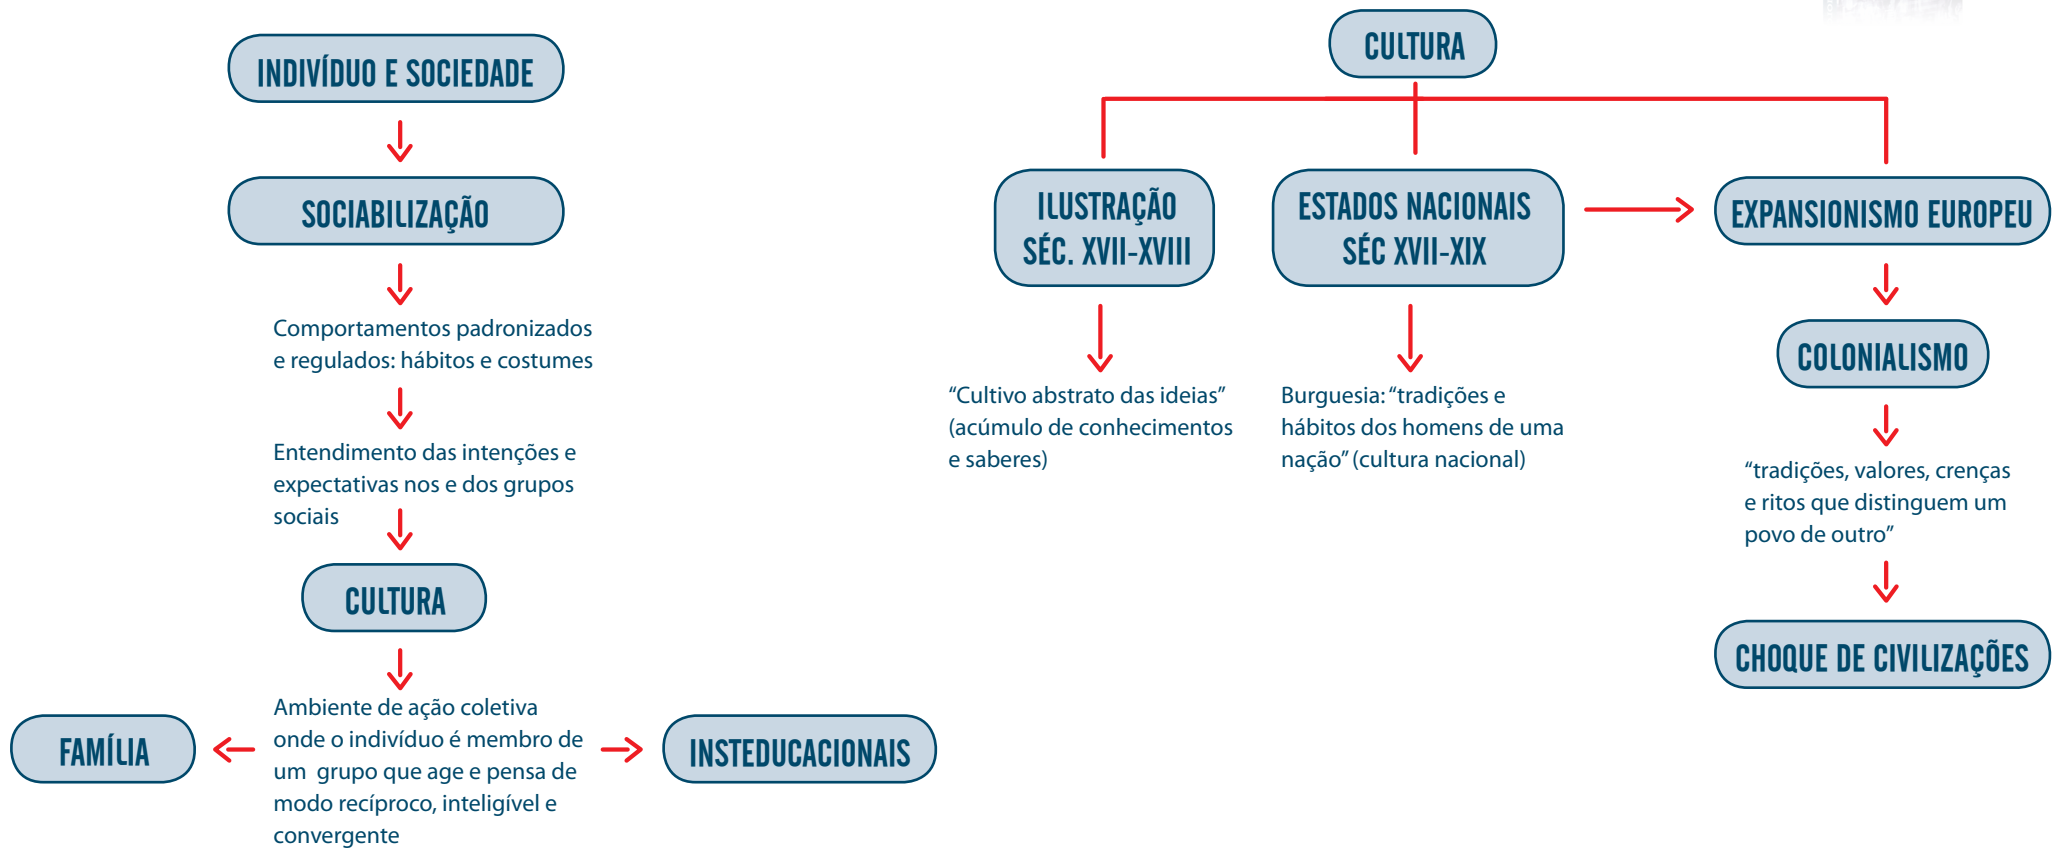 INDIVÍDUO E SOCIEDADE
SOCIABILIZAÇÃO
Comportamentos padronizados
e regulados: hábitos e costumes
Entendimento das intenções e
expectativas nos e dos grupos
sociais
CULTURA
Ambiente de ação coletiva
onde o indivíduo é membro de
um grupo que age e pensa de
modo recíproco, inteligível e
convergente
FAMÍLIA
INSTEDUCACIONAIS
CULTURA
ILUSTRAÇÃO
SÉC. XVII-XVIII
“Cultivo abstrato das ideias”
(acúmulo de conhecimentos
e saberes)
ESTADOS NACIONAIS
SÉC XVII-XIX
Burguesia: “tradições e
hábitos dos homens de uma
nação” (cultura nacional)
EXPANSIONISMO EUROPEU
COLONIALISMO
“tradições, valores, crenças
e ritos que distinguem um
povo de outro”
CHOQUE DE CIVILIZAÇÕES